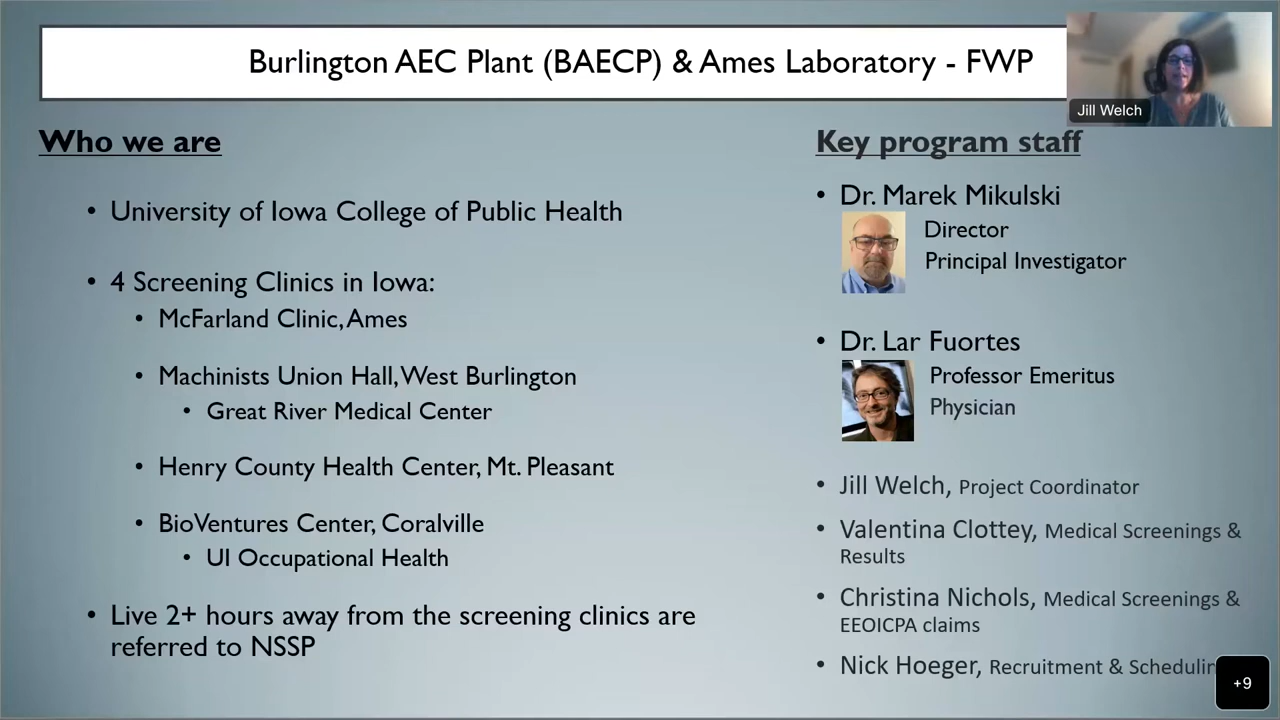 Burlington AEC Plant (BAECP) & Ames Laboratory - FWP
Jill Welch
Who we are
• University of Iowa College of Public Health
• 4 Screening Clinics in Iowa:
• McFarland Clinic, Ames
• Machinists Union Hall, West Burlington
• Great River Medical Center
• Henry County Health Center, Mt. Pleasant
• BioVentures Center, Coralville
• UI Occupational Health
• Live 2+ hours away from the screening clinics are
referred to NSSP
Key program staff
• Dr. Marek Mikulski
Director
Principal Investigator
• Dr. Lar Fuortes
Professor Emeritus
Physician
• Jill Welch, Project Coordinator
• Valentina Clottey, Medical Screenings &
Results
• Christina Nichols, Medical Screenings &
EEOICPA claims
• Nick Hoeger, Recruitment &
+9